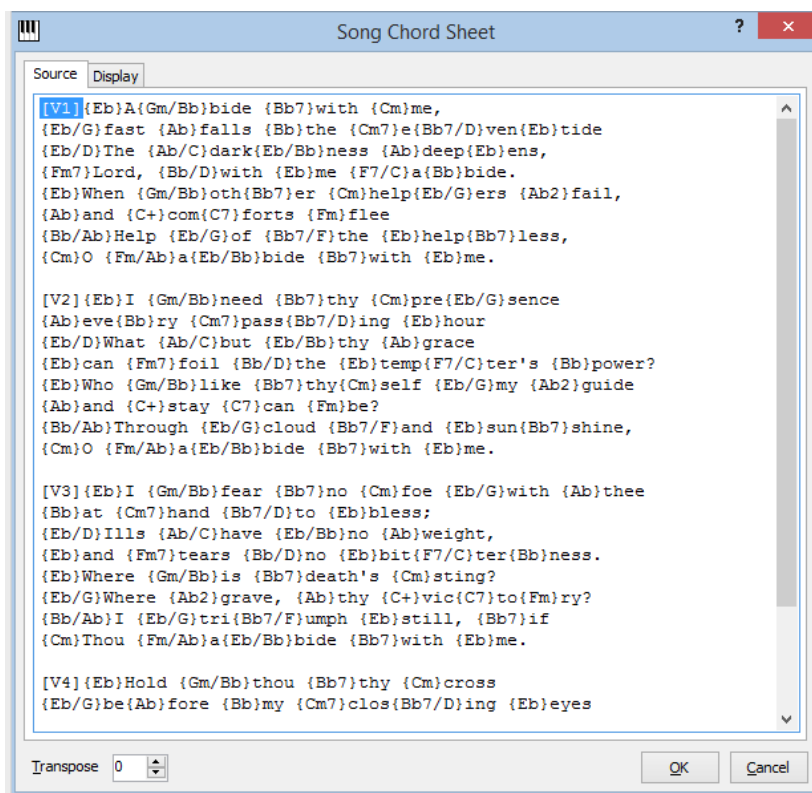 Song Chord Sheet
?
×
Source
Display
[V1]{Eb}A{Gm/Bb}bide {Bb7}with {Cm}me,
{Eb/G}fast {Ab}falls {Bb}the {Cm7}e{Bb7/D}ven{Eb}tide
{Eb/D}The {Ab/C}dark{Eb/Bb}ness {Ab}deep{Eb}ens,
{Fm7}Lord, {Bb/D}with {Eb}me {F7/C}a{Bb}bide.
{Eb}When {Gm/Bb}oth{Bb7}er {Cm}help{Eb/G}ers {Ab2}fail,
{Ab}and {C+}com{C7}forts {Fm}flee
{Bb/Ab}Help {Eb/G}of {Bb7/F}the {Eb}help{Bb7}less,
{Cm}O {Fm/Ab}a{Eb/Bb}bide {Bb7}with {Eb}me.
[V2]{Eb}I {Gm/Bb}need {Bb7}thy {Cm}pre{Eb/G}sence
{Ab}eve{Bb}ry {Cm7}pass{Bb7/D}ing {Eb}hour
{Eb/D}What {Ab/C}but {Eb/Bb}thy {Ab}grace
{Eb}can {Fm7}foil {Bb/D}the {Eb}temp{F7/C}ter's {Bb}power?
{Eb}Who {Gm/Bb}like {Bb7}thy{Cm}self {Eb/G}my {Ab2}guide
{Ab}and {C+}stay {C7}can {Fm}be?
{Bb/Ab}Through {Eb/G}cloud {Bb7/F}and {Eb}sun{Bb7}shine,
{Cm}O {Fm/Ab}a{Eb/Bb}bide {Bb7}with {Eb}me.
[V3]{Eb}I {Gm/Bb}fear {Bb7}no {Cm}foe {Eb/G}with {Ab}thee
{Bb}at {Cm7}hand {Bb7/D}to {Eb}bless;
{Eb/D}Ills {Ab/C}have {Eb/Bb}no {Ab}weight,
{Eb}and {Fm7}tears {Bb/D}no {Eb}bit{F7/C}ter{Bb}ness.
{Eb}Where {Gm/Bb}is {Bb7}death's {Cm}sting?
{Eb/G}Where {Ab2}grave, {Ab}thy {C+}vic{C7}to{Fm}ry?
{Bb/Ab}I {Eb/G}tri{Bb7/F}umph {Eb}still, {Bb7}if
{Cm}Thou {Fm/Ab}a{Eb/Bb}bide {Bb7}with {Eb}me.
[V4]{Eb}Hold {Gm/Bb}thou {Bb7}thy {Cm}cross
{Eb/G}be{Ab}fore {Bb}my {Cm7}clos{Bb7/D}ing {Eb}eyes
Transpose 0
OK
Cancel